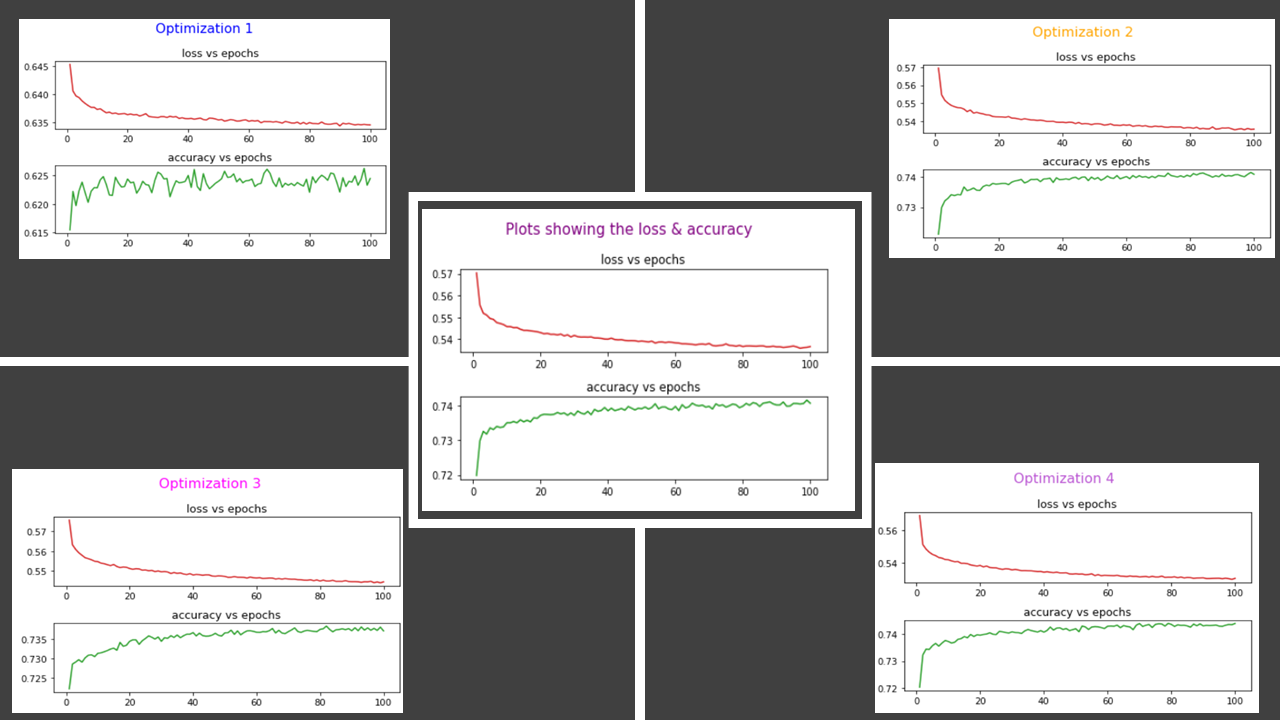 Optimization 1
loss vs epochs
0.645
0.640
0.635
0 20 40 60 80 100
accuracy vs epochs
0.625
0.620
0.615
0 20 40 60 80 100
Optimization 2
loss vs epochs
0.57
0.56
0.55
0.54
0 20 40 60 80 100
accuracy vs epochs
0.74
0.73
0 20 40 60 80 100
Plots showing the loss & accuracy
loss vs epochs
0.57
0.56
0.55
0.54
0 20 40 60 80 100
accuracy vs epochs
0.74
0.73
0.72
0 20 40 60 80 100
Optimization 3
loss vs epochs
0.57
0.56
0.55
0 20 40 60 80 100
accuracy vs epochs
0.735
0.730
0.725
0 20 40 60 80 100
Optimization 4
loss vs epochs
0.56
0.54
0 20 40 60 80 100
accuracy vs epochs
0.74
0.73
0.72
0 20 40 60 80 100